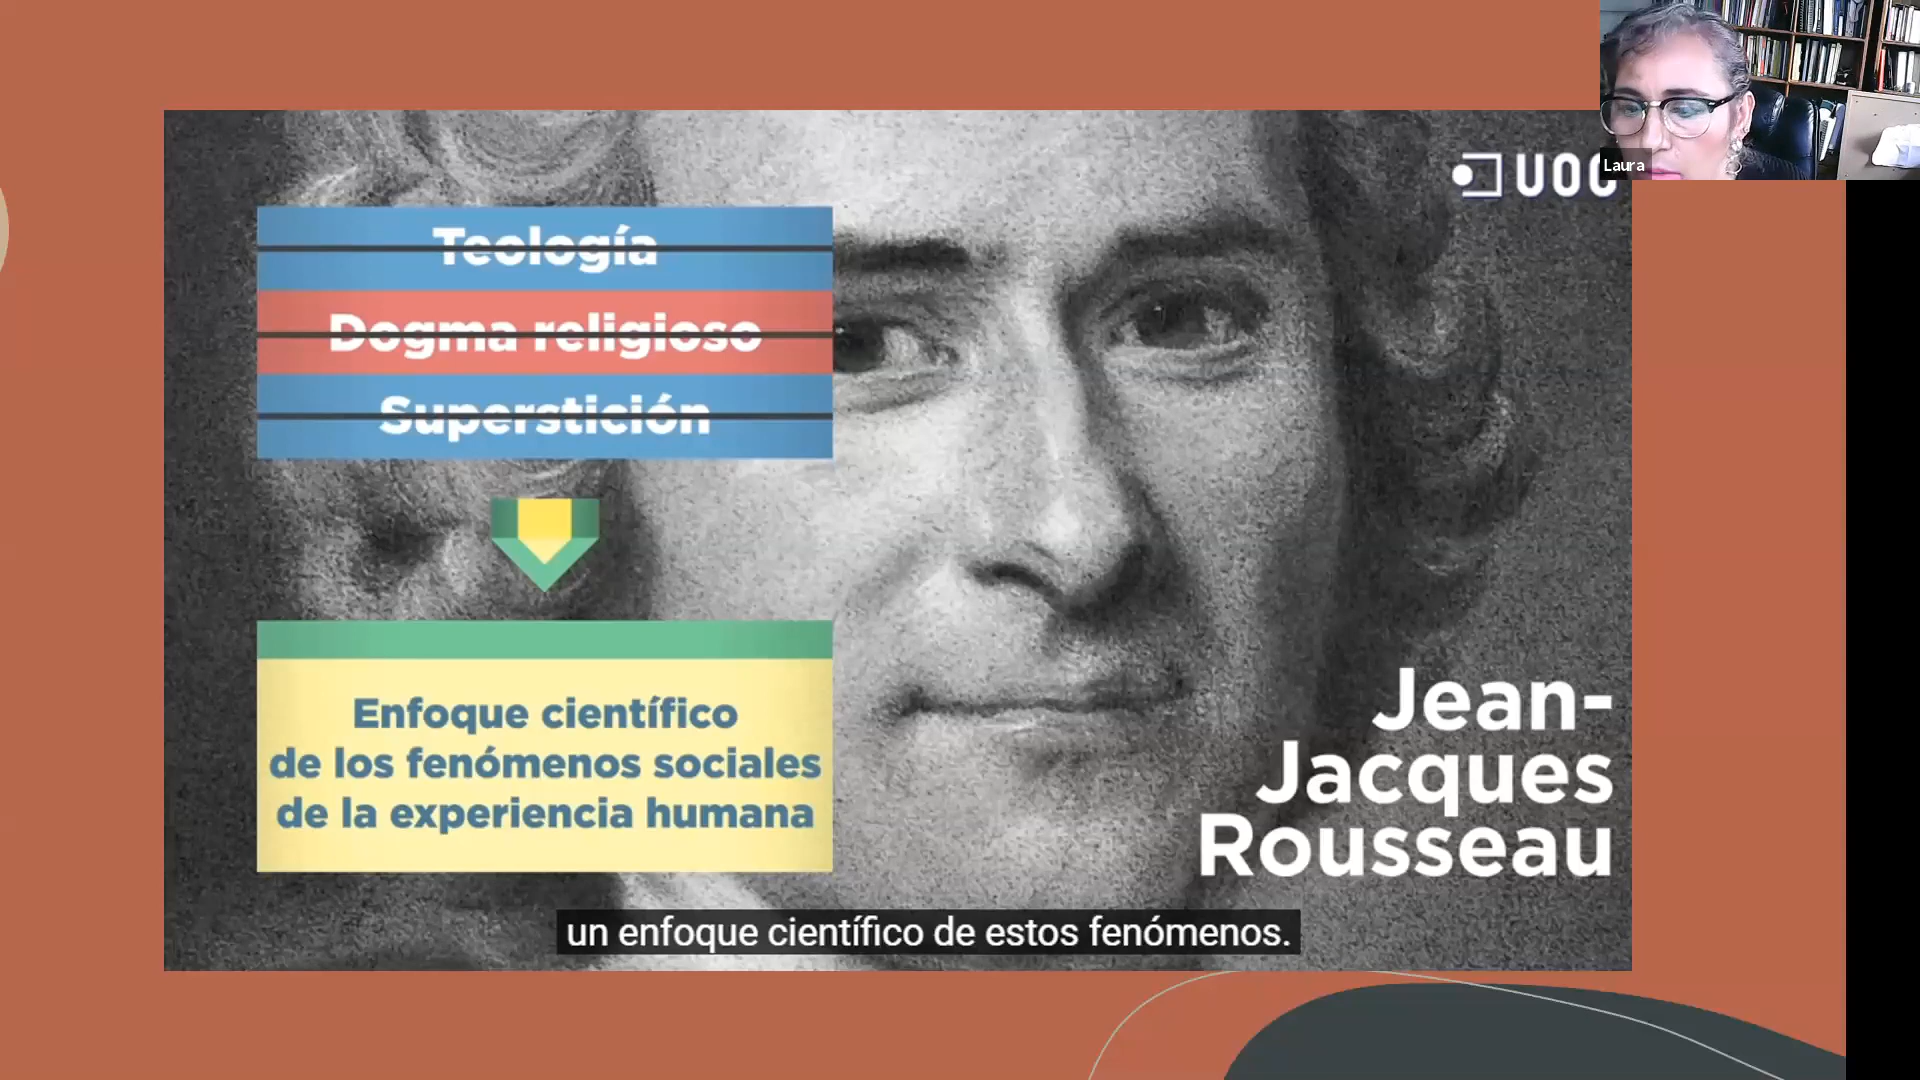 Laura
UOC
Teología
Dogma religioso
Superstición
Enfoque científico
de los fenómenos sociales
de la experiencia humana
Jean-
Jacques
Rousseau
un enfoque científico de estos fenómenos.